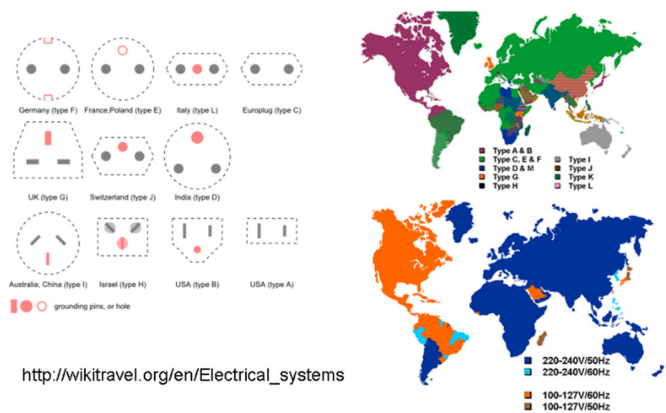 Germany (type F) France,Poland (type E) Italy (type L) Europlug (type C)
UK (type G) Switzerland (type J) India (type D)
Australia, China (type I) Israel (type H) USA (type B) USA (type A)
grounding pins, or hole
http://wikitravel.org/en/Electrical_systems
Type A & B
Type C, E & F
Type D & M
Type G
Type H
Type I
Type J
Type K
Type L
220-240V/50Hz
220-240V/60Hz
100-127V/60Hz
100-127V/50Hz